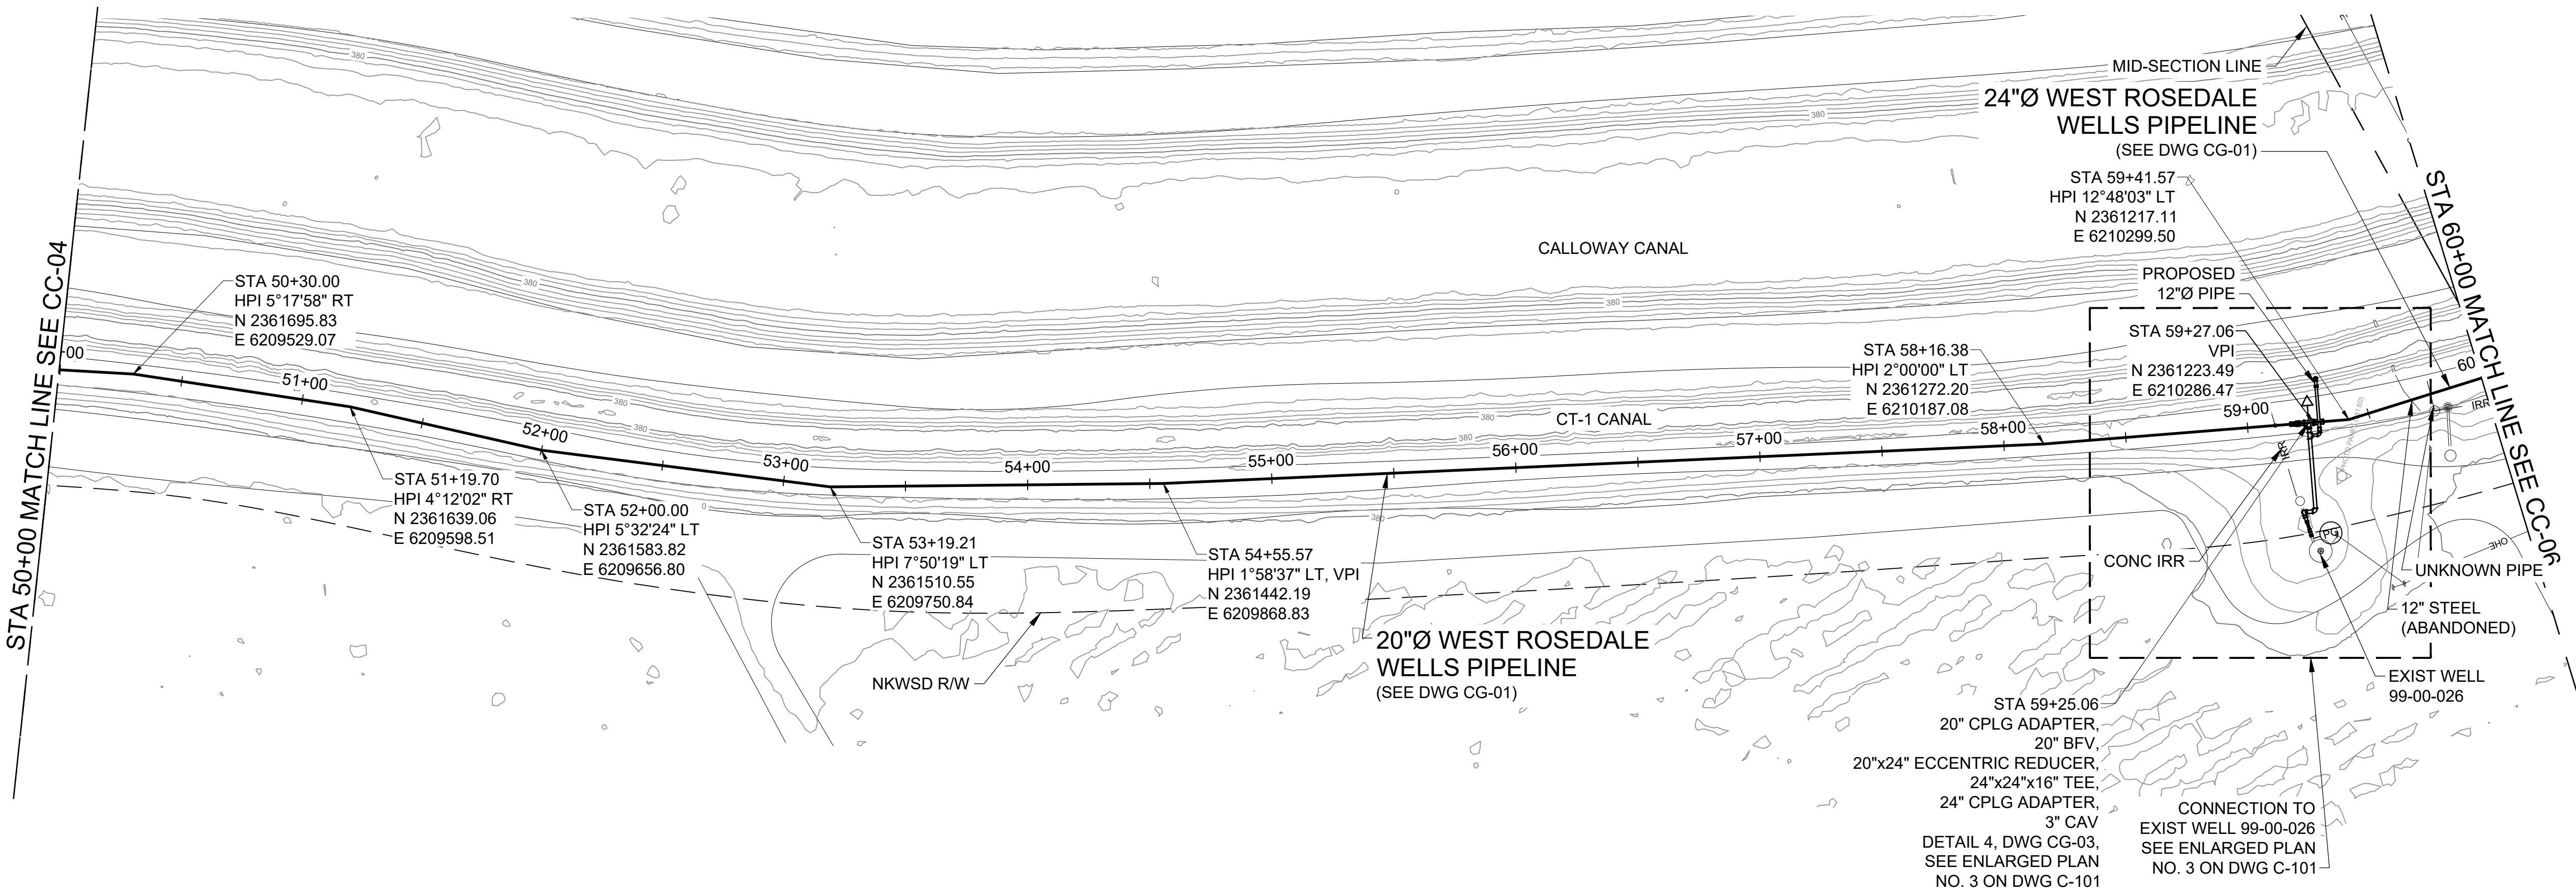 STA 50+00 MATCH LINE SEE CC-04
380
STA 50+30.00
HPI 5°17'58" RT
N 2361695.83
E 6209529.07
+00
51+00
STA 51+19.70
HPI 4°12'02" RT
N 2361639.06
E 6209598.51
380
380
380
52+00
STA 52+00.00
HPI 5°32'24" LT
N 2361583.82
E 6209656.80
0
53+00
STA 53+19.21
HPI 7°50'19" LT
N 2361510.55
E 6209750.84
NKWSD R/W
54+00
STA 54+55.57
HPI 1°58'37" LT, VPI
N 2361442.19
E 6209868.83
55+00
20"Ø WEST ROSEDALE
WELLS PIPELINE
(SEE DWG CG-01)
380
380
380
CT-1 CANAL
CALLOWAY CANAL
380
380
56+00
57+00
58+00
STA 58+16.38
HPI 2°00'00" LT
N 2361272.20
E 6210187.08
MID-SECTION LINE
24"Ø WEST ROSEDALE
WELLS PIPELINE
(SEE DWG CG-01)
STA 59+41.57
HPI 12°48'03" LT
N 2361217.11
E 6210299.50
PROPOSED
12"Ø PIPE
STA 59+27.06
VPI
N 2361223.49
E 6210286.47
59+00
60
IRR
IRR
PG
OHE
CONC IRR
UNKNOWN PIPE
12" STEEL
(ABANDONED)
EXIST WELL
99-00-026
STA 59+25.06
20" CPLG ADAPTER,
20" BFV,
20"x24" ECCENTRIC REDUCER,
24"x24"x16" TEE,
24" CPLG ADAPTER,
3" CAV
DETAIL 4, DWG CG-03,
SEE ENLARGED PLAN
NO. 3 ON DWG C-101
CONNECTION TO
EXIST WELL 99-00-026
SEE ENLARGED PLAN
NO. 3 ON DWG C-101
STA 60+00 MATCH LINE SEE CC-06